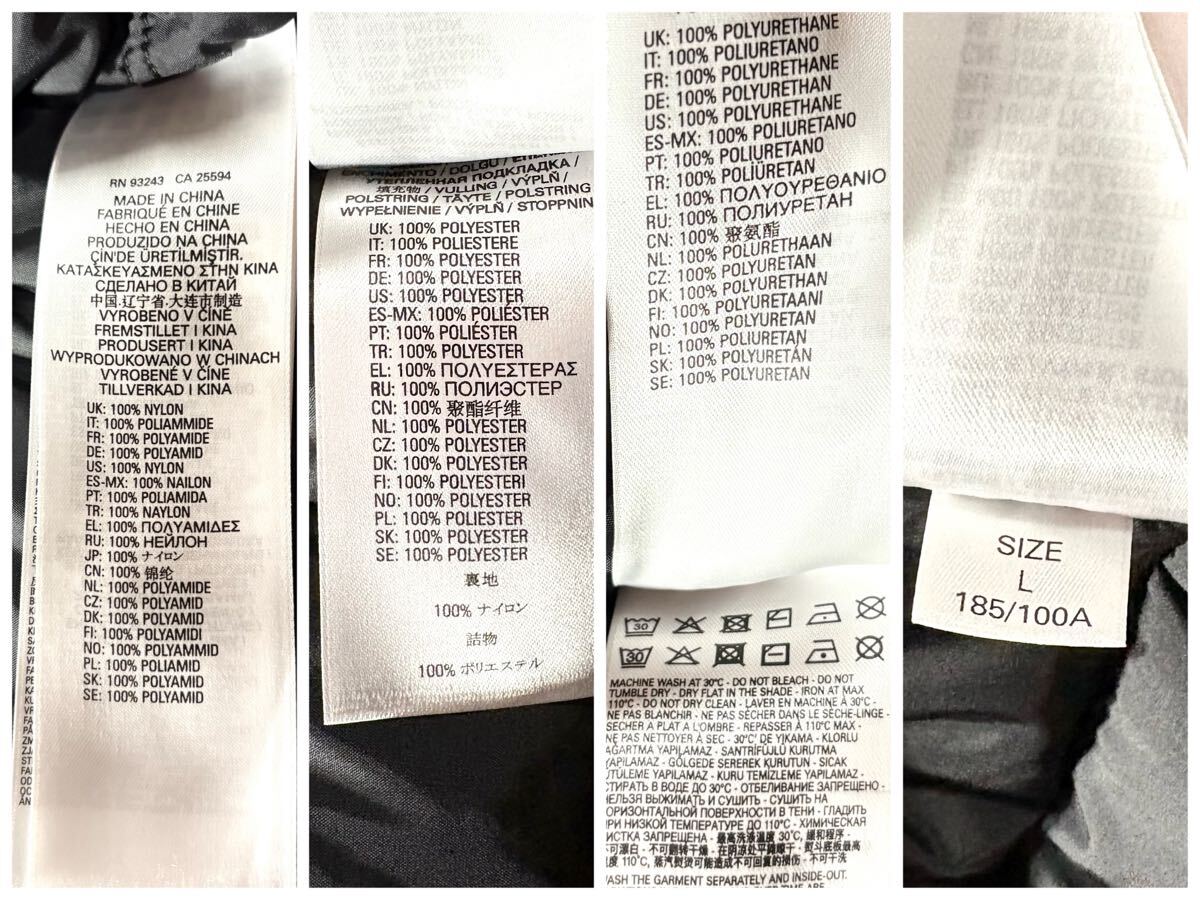 RN 93243 CA 25594
MADE IN CHINA
FABRIQUÉ EN CHINE
HECHO EN CHINA
PRODUZIDO NA CHINA
ÇIN'DE ÜRETİLMİŞTİR.
ΚΑΤΑΣΚΕΥΑΣΜΕΝΟ ΣΤΗΝ ΚΙΝΑ
СДЕЛАНО В КИТАЙ
中国.辽宁省.大连市制造
VYROBENO V ČÍNĚ
FREMSTILLET I KINA
PRODUSERT I KINA
WYPRODUKOWANO W CHINACH
VYROBENÉ V ČÍNE
TILLVERKAD I KINA
UK: 100% NYLON
IT: 100% POLIAMMIDE
FR: 100% POLYAMIDE
DE: 100% POLYAMID
US: 100% NYLON
ES-MX: 100% NAILON
PT: 100% POLIAMIDA
TR: 100% NAYLON
EL: 100% ΠΟΛΥΑΜΙΔΕΣ
RU: 100% НЕЙЛОН
JP: 100% ナイロン
CN: 100% 锦纶
NL: 100% POLYAMIDE
CZ: 100% POLYAMID
DK: 100% POLYAMID
FI: 100% POLYAMIDI
NO: 100% POLYAMMID
PL: 100% POLIAMID
SK: 100% POLYAMID
SE: 100% POLYAMID
УТЕПЛЕННАЯ ПОДКЛАДКА /
填充物 / VULLING / VÝPLŇ /
POLSTRING / TÄYTE / POLSTRING
WYPEŁNIENIE / VÝPLŇ / STOPPNIN
UK: 100% POLYESTER
IT: 100% POLIESTERE
FR: 100% POLYESTER
DE: 100% POLYESTER
US: 100% POLYESTER
ES-MX: 100% POLIÉSTER
PT: 100% POLIÉSTER
TR: 100% POLYESTER
EL: 100% ΠΟΛΥΕΣΤΕΡΑΣ
RU: 100% ПОЛИЭСТЕР
CN: 100% 聚酯纤维
NL: 100% POLYESTER
CZ: 100% POLYESTER
DK: 100% POLYESTER
FI: 100% POLYESTERI
NO: 100% POLYESTER
PL: 100% POLIESTER
SK: 100% POLYESTER
SE: 100% POLYESTER
裏地
100% ナイロン
詰物
100% ポリエステル
UK: 100% POLYURETHANE
IT: 100% POLIURETANO
FR: 100% POLYURETHANE
DE: 100% POLYURETHAN
US: 100% POLYURETHANE
ES-MX: 100% POLIURETANO
PT: 100% POLIURETANO
TR: 100% POLIÜRETAN
EL: 100% ΠΟΛΥΟΥΡΕΘΑΝΙΟ
RU: 100% ПОЛИУРЕТАН
CN: 100% 聚氨酯
NL: 100% POLIURETHAAN
CZ: 100% POLYURETAN
DK: 100% POLYURETHAN
FI: 100% POLYURETAANI
NO: 100% POLYURETAN
PL: 100% POLIURETAN
SK: 100% POLYURETÁN
SE: 100% POLYURETAN
30
30
MACHINE WASH AT 30°C - DO NOT BLEACH - DO NOT
TUMBLE DRY - DRY FLAT IN THE SHADE - IRON AT MAX
110°C - DO NOT DRY CLEAN - LAVER EN MACHINE À 30°C -
NE PAS BLANCHIR - NE PAS SÉCHER DANS LE SÈCHE-LINGE -
SÉCHER À PLAT À L'OMBRE - REPASSER À 110°C MAX -
NE PAS NETTOYER À SEC - 30°C' DE YIKAMA - KLORLU
AĞARTMA YAPILAMAZ - SANTRİFÜJLÜ KURUTMA
YAPILAMAZ - GÖLGEDE SEREREK KURUTUN - SICAK
ÜTÜLEME YAPILAMAZ - KURU TEMİZLEME YAPILAMAZ -
СТИРАТЬ В ВОДЕ ДО 30°C - ОТБЕЛИВАНИЕ ЗАПРЕЩЕНО -
НЕЛЬЗЯ ВЫЖИМАТЬ И СУШИТЬ - СУШИТЬ НА
ГОРИЗОНТАЛЬНОЙ ПОВЕРХНОСТИ В ТЕНИ - ГЛАДИТЬ
ПРИ НИЗКОЙ ТЕМПЕРАТУРЕ ДО 110°C - ХИМИЧЕСКАЯ
ЧИСТКА ЗАПРЕЩЕНА - 最高洗涤温度 30°C, 缓和程序 -
不可漂白 - 不可翻转干燥 - 在阴凉处平摊晾干 - 熨斗底板最高
温度 110°C, 蒸汽熨烫可能造成不可回复的损伤 - 不可干洗
WASH THE GARMENT SEPARATELY AND INSIDE-OUT.
SIZE
L
185/100A